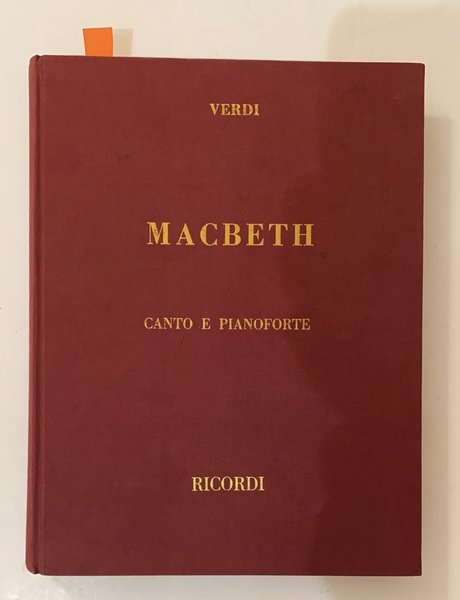 VERDI
MACBETH
CANTO E PIANOFORTE
RICORDI